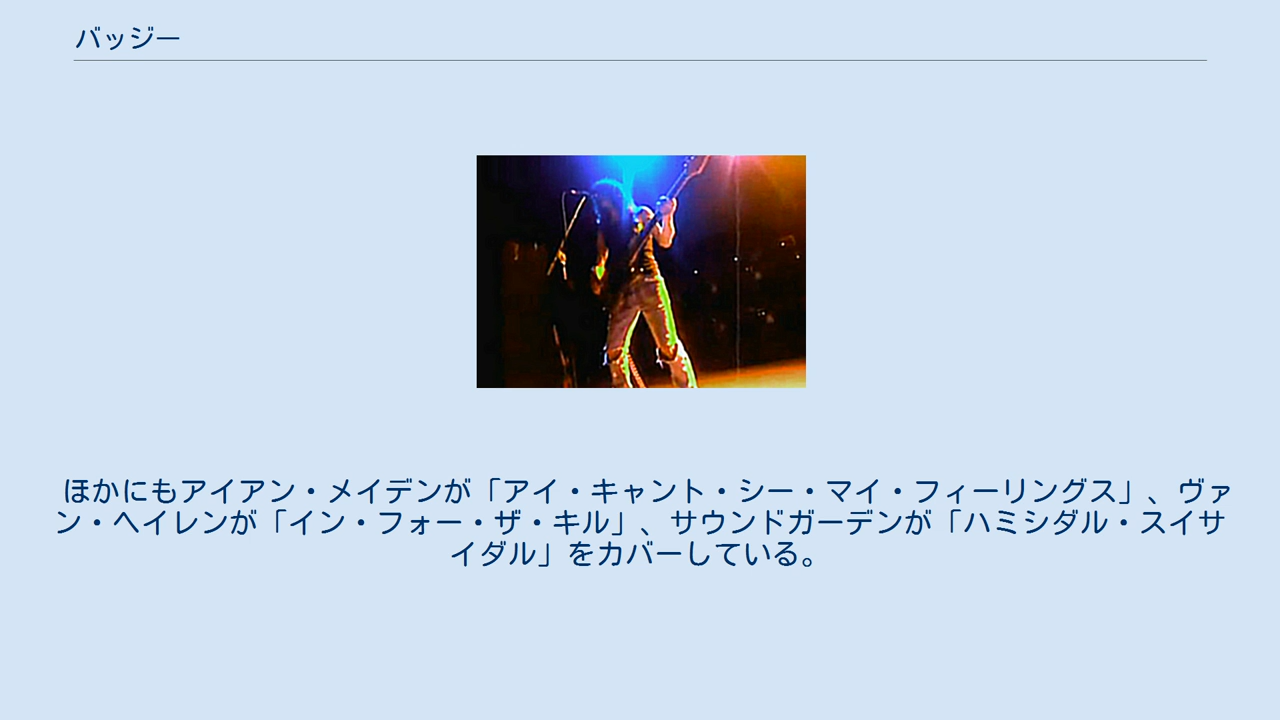 バッジー
ほかにもアイアン・メイデンが「アイ・キャント・シー・マイ・フィーリングス」、ヴァ
ン・ヘイレンが「イン・フォー・ザ・キル」、サウンドガーデンが「ハミシダル・スイサ
イダル」をカバーしている。